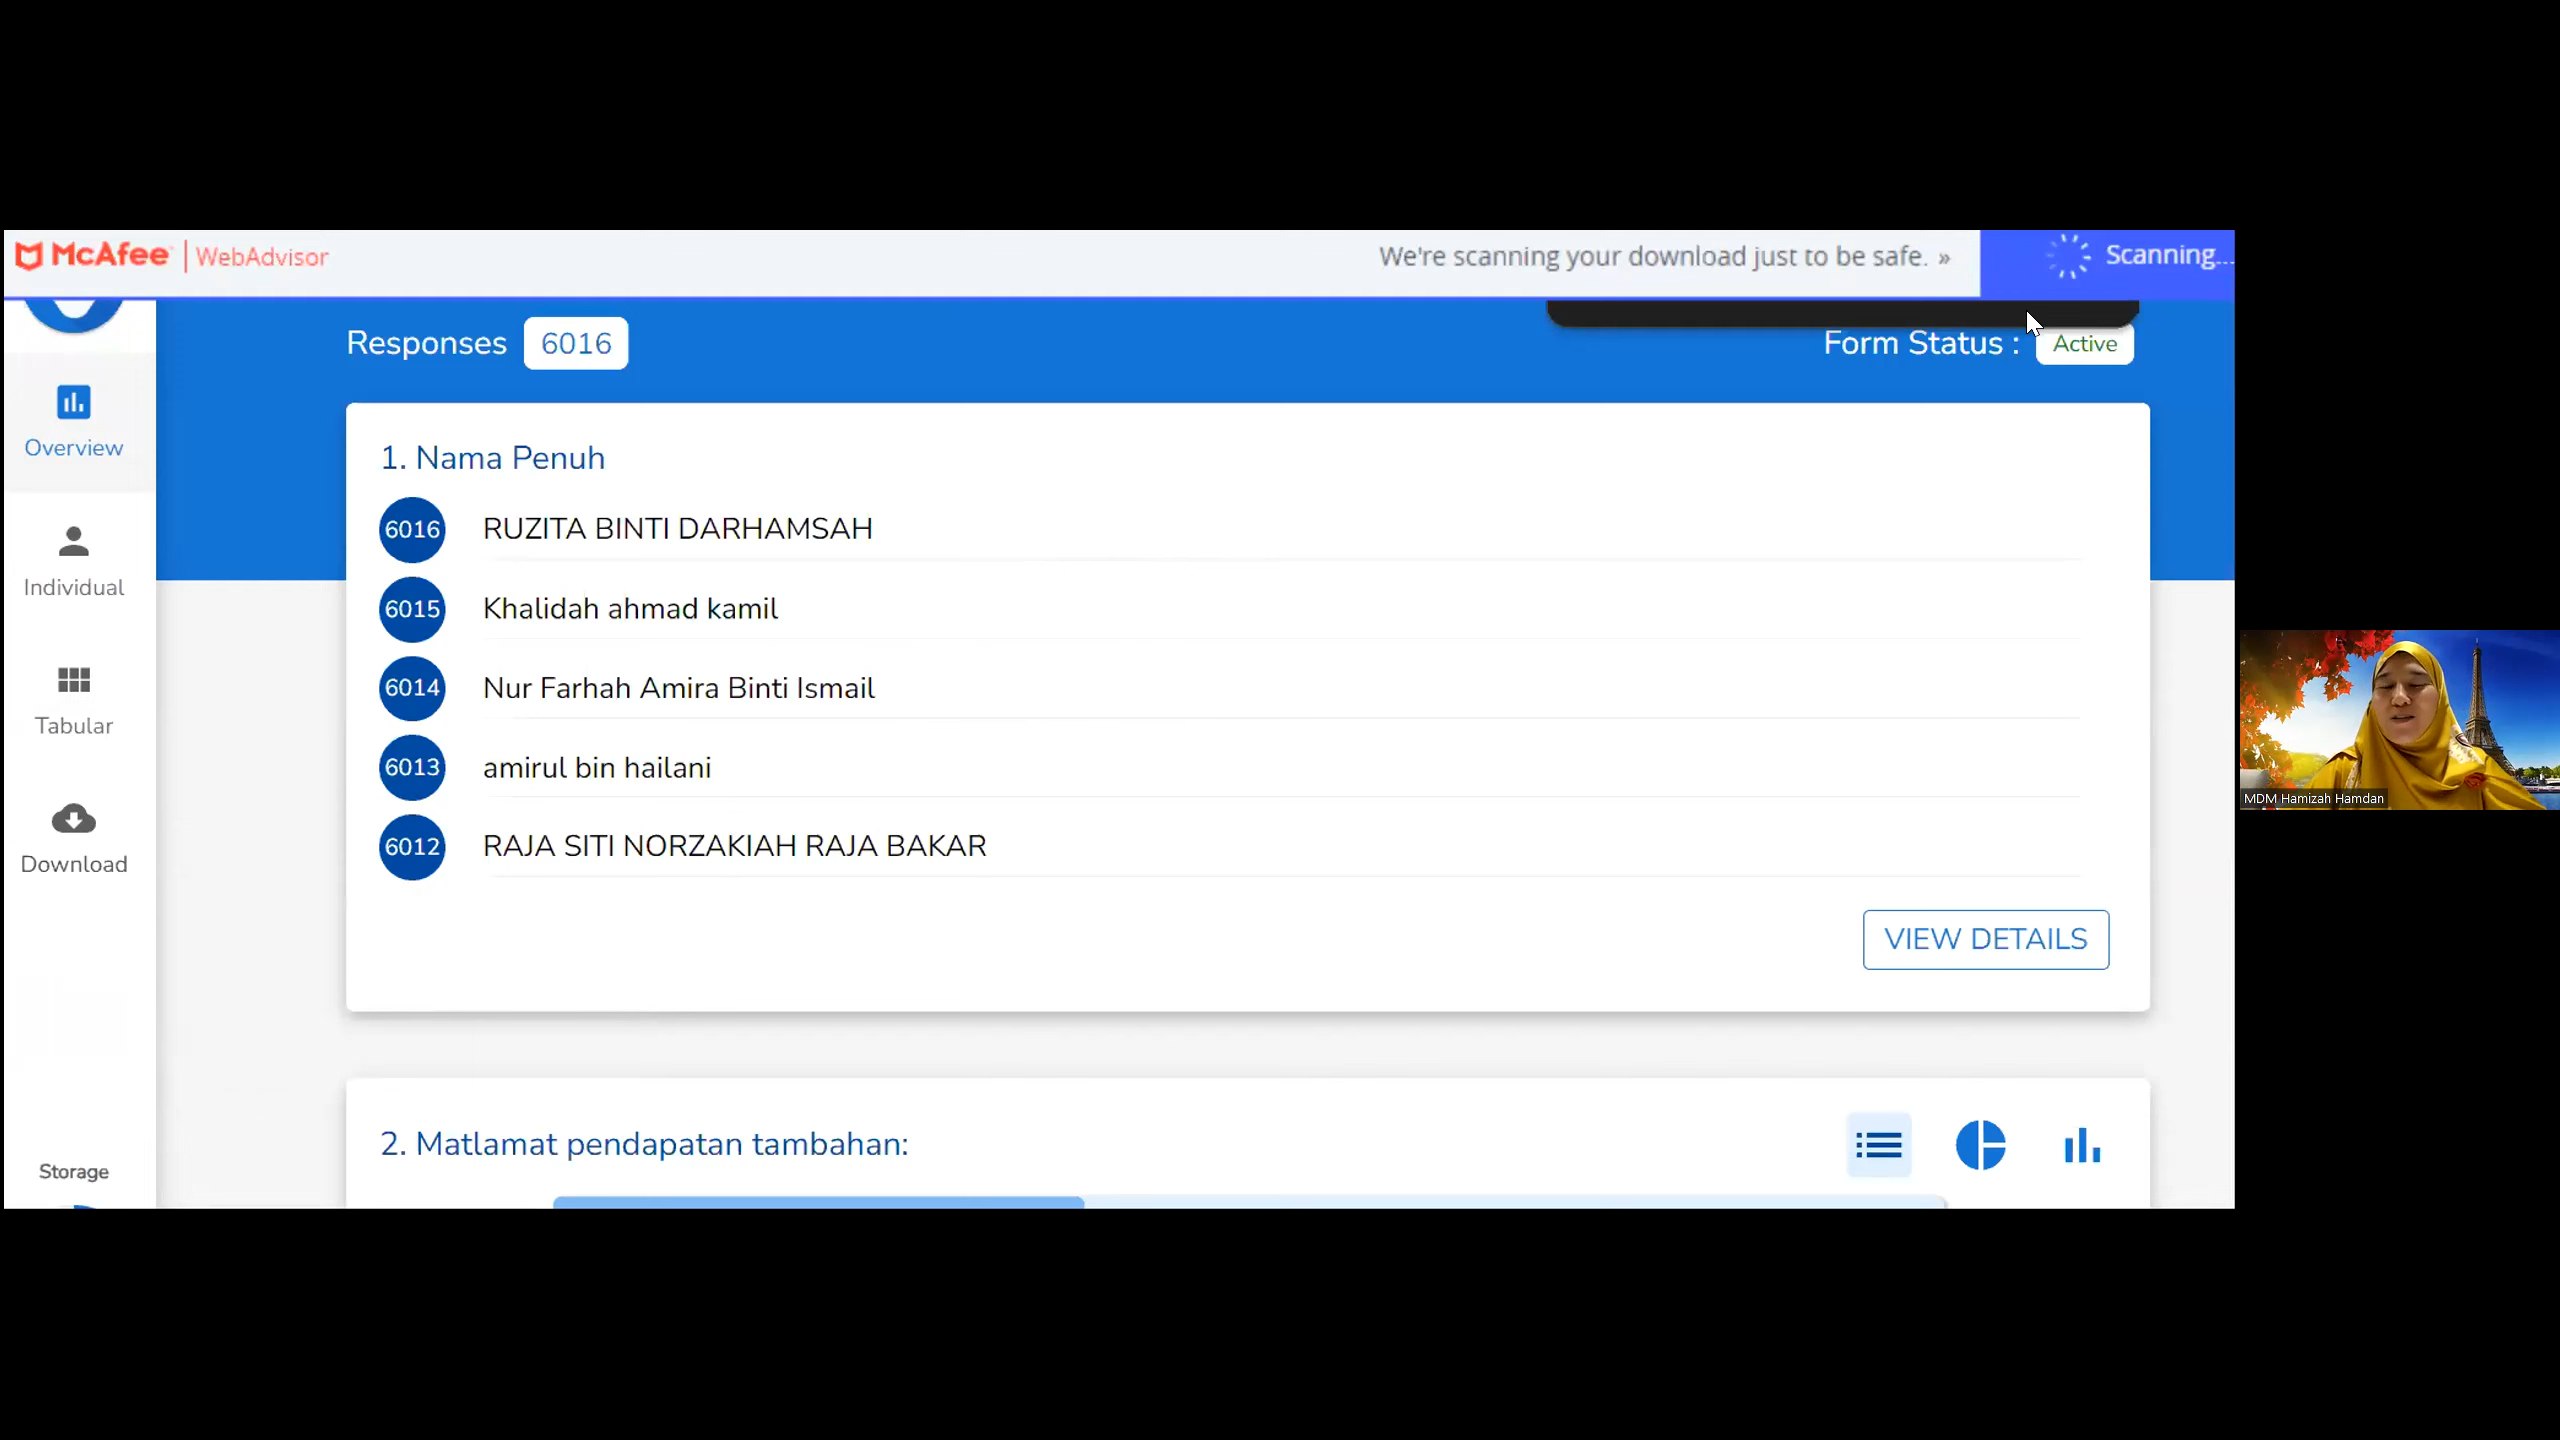 McAfee | WebAdvisor
We're scanning your download just to be safe. »
Scanning...
Responses 6016
Form Status : Active
Overview
Individual
Tabular
Download
Storage
1. Nama Penuh
6016 RUZITA BINTI DARHAMSAH
6015 Khalidah ahmad kamil
6014 Nur Farhah Amira Binti Ismail
6013 amirul bin hailani
6012 RAJA SITI NORZAKIAH RAJA BAKAR
VIEW DETAILS
2. Matlamat pendapatan tambahan:
MDM Hamizah Hamdan